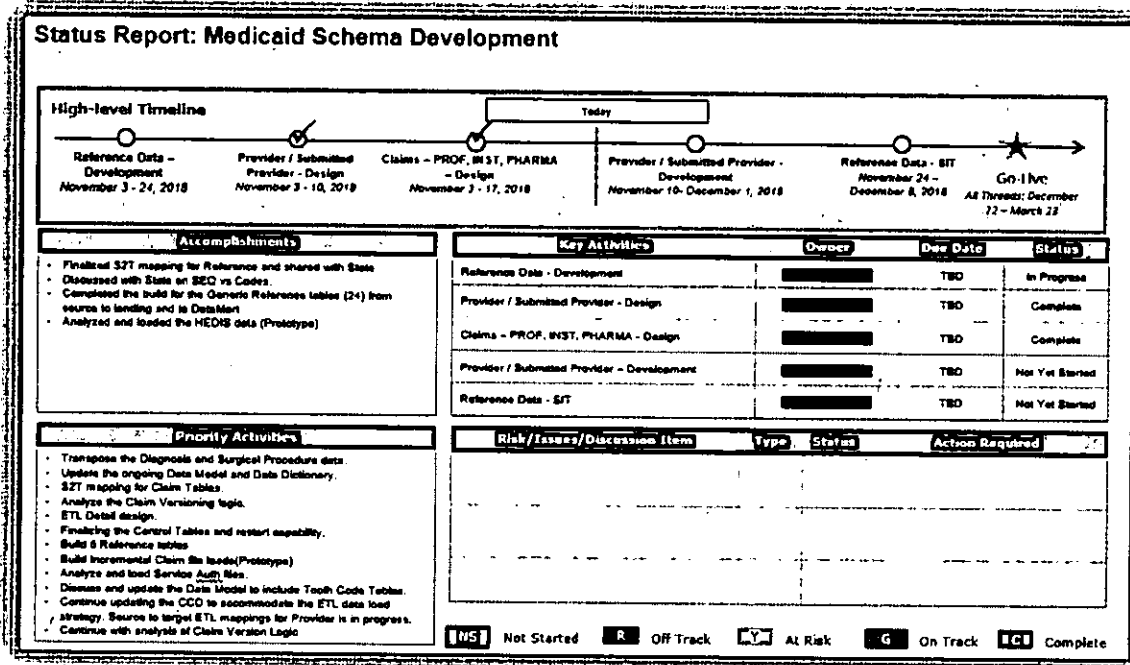 Status Report: Medicaid Schema Development
High-level Timeline
Today
Reference Data –
Development
November 3 - 24, 2018
Provider / Submitted
Provider - Design
November 3 - 10, 2018
Claims – PROF, INST, PHARMA
– Design
November 3 - 17, 2018
Provider / Submitted Provider -
Development
November 10- December 1, 2018
Reference Data - SIT
November 24 –
December 8, 2018
Go-Live
All Threads: December
22 – March 23
Accomplishments
- Finalized S2T mapping for Reference and shared with State
- Discussed with State on SEQ vs Codes.
- Completed the build for the Generic Reference tables (24) from
source to landing and to DataMart
- Analyzed and loaded the HEDIS data (Prototype)
Key Activities Owner Due Date Status
Reference Data - Development TBD In Progress
Provider / Submitted Provider - Design TBD Complete
Claims – PROF, INST, PHARMA - Design TBD Complete
Provider / Submitted Provider – Development TBD Not Yet Started
Reference Data - SIT TBD Not Yet Started
Priority Activities
- Transpose the Diagnosis and Surgical Procedure data.
- Update the ongoing Data Model and Data Dictionary.
- S2T mapping for Claim Tables.
- Analyze the Claim Versioning logic.
- ETL Detail design.
- Finalizing the Control Tables and restart capability.
- Build 6 Reference tables
- Build Incremental Claim file loads(Prototype)
- Analyze and load Service Auth files.
- Discuss and update the Data Model to include Tooth Code Tables.
- Continue updating the CCD to accommodate the ETL data load
strategy. Source to target ETL mappings for Provider is in progress.
- Continue with analysis of Claim Version Logic
Risk/Issues/Discussion Item Type Status Action Required
NS Not Started R Off Track Y At Risk G On Track C Complete